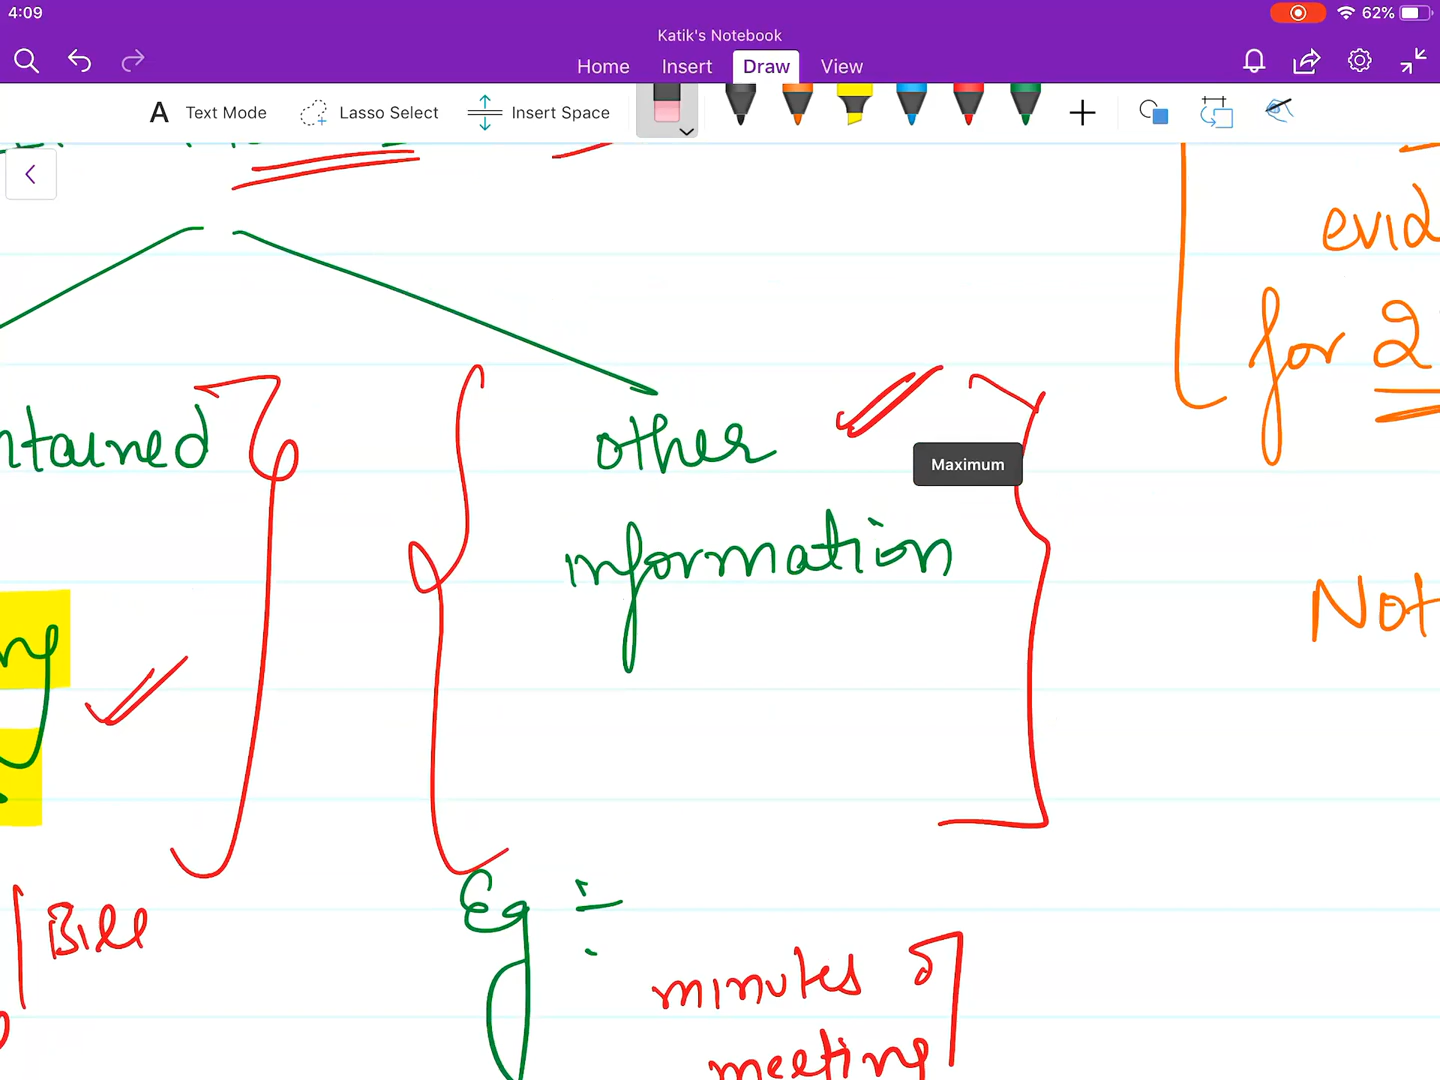 4:09
62%
Katik's Notebook
Home Insert Draw View
A Text Mode Lasso Select Insert Space
evid
for 2
ntained
other
Maximum
information
Not
Bill
Eg :-
minutes of
meeting